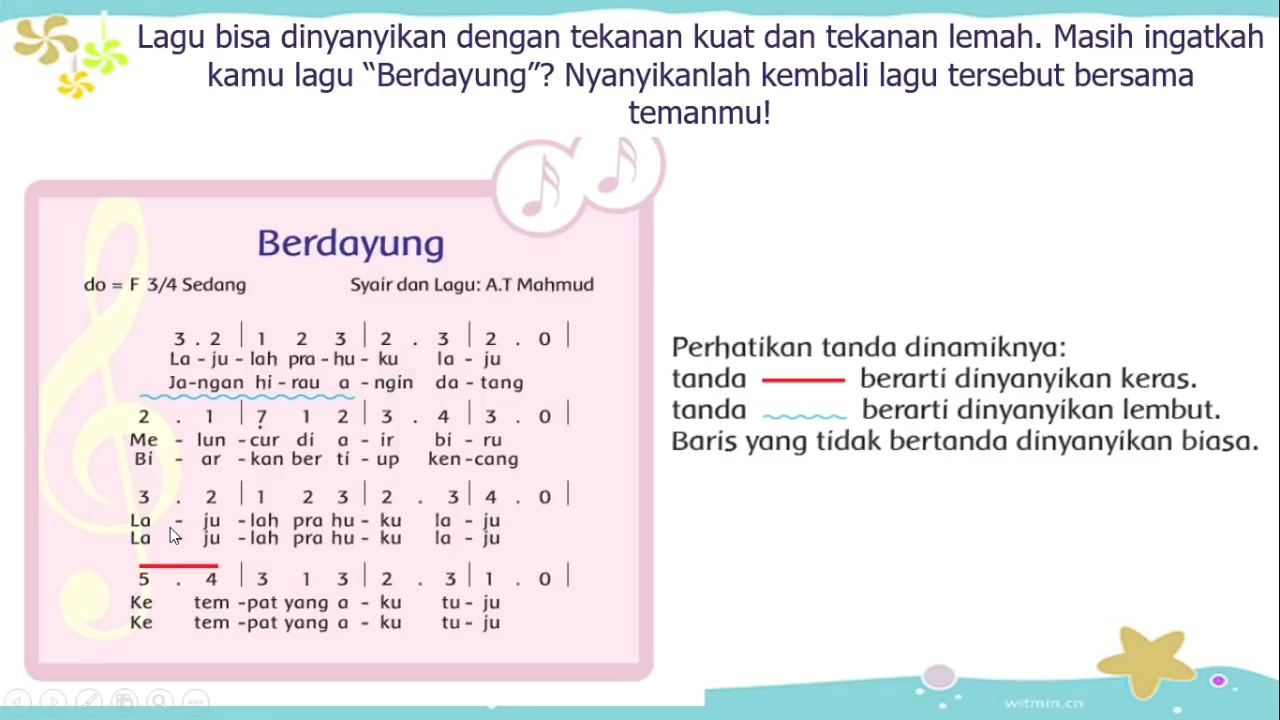 Lagu bisa dinyanyikan dengan tekanan kuat dan tekanan lemah. Masih ingatkah
kamu lagu “Berdayung”? Nyanyikanlah kembali lagu tersebut bersama
temanmu!
Berdayung
do = F 3/4 Sedang Syair dan Lagu: A.T Mahmud
3 . 2 | 1 2 3 | 2 . 3 | 2 . 0 |
La - ju - lah pra - hu - ku la - ju
Ja-ngan hi - rau a - ngin da - tang
2 . 1 | 7̣ 1 2 | 3 . 4 | 3 . 0 |
Me - lun -cur di a - ir bi - ru
Bi - ar -kan ber ti - up ken-cang
3 . 2 | 1 2 3 | 2 . 3 | 4 . 0 |
La - ju -lah pra hu - ku la - ju
La ju -lah pra hu - ku la - ju
5 . 4 | 3 1 3 | 2 . 3 | 1 . 0 |
Ke tem -pat yang a - ku tu - ju
Ke tem -pat yang a - ku tu - ju
Perhatikan tanda dinamiknya:
tanda berarti dinyanyikan keras.
tanda berarti dinyanyikan lembut.
Baris yang tidak bertanda dinyanyikan biasa.
witmin.cn